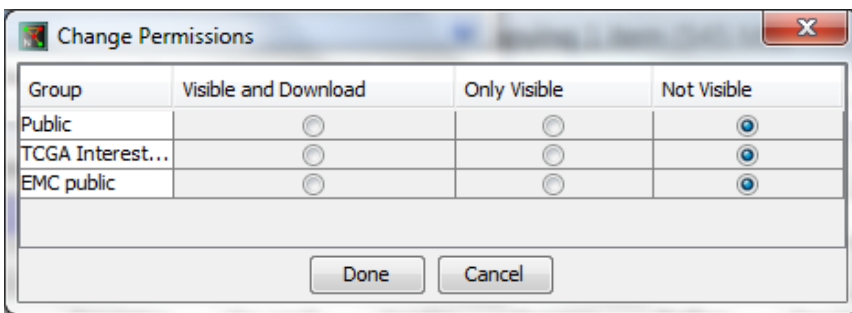 Change Permissions
Group Visible and Download Only Visible Not Visible
Public
TCGA Interest...
EMC public
Done Cancel